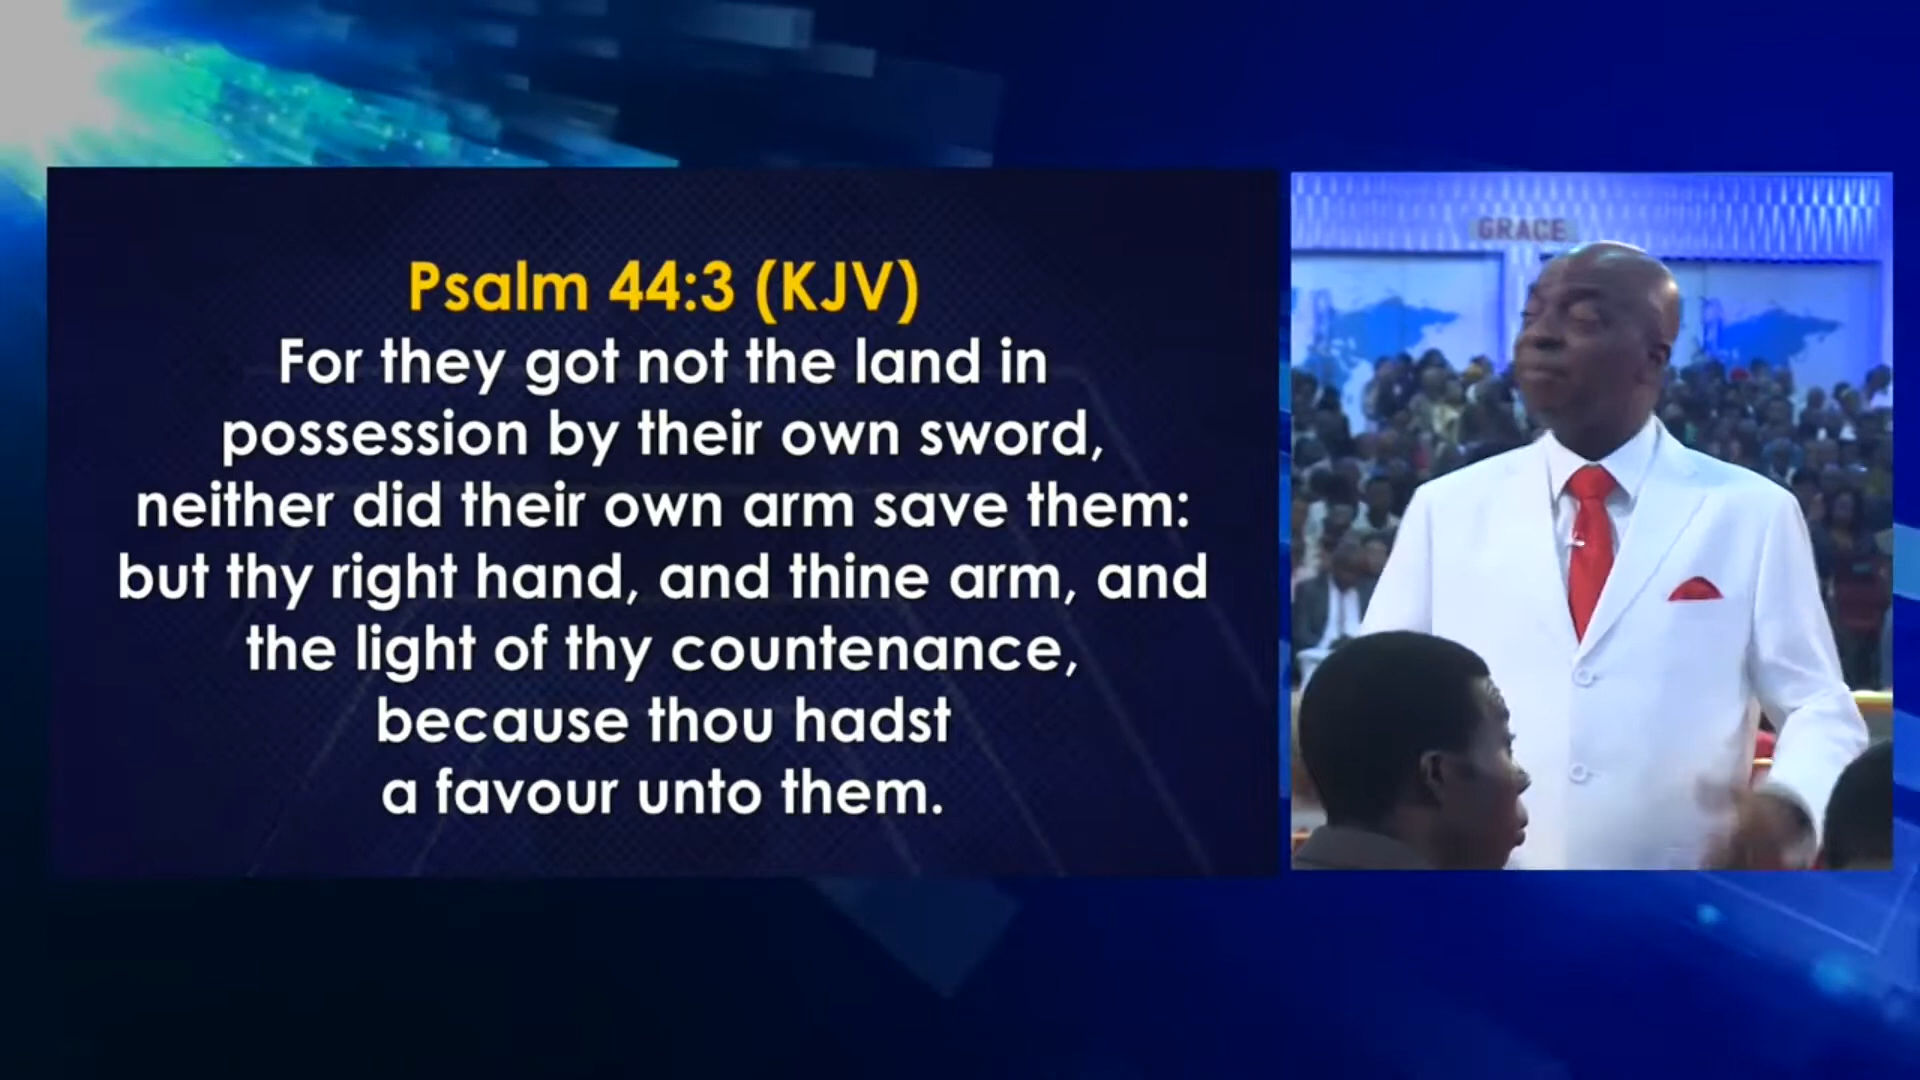 Psalm 44:3 (KJV)
For they got not the land in
possession by their own sword,
neither did their own arm save them:
but thy right hand, and thine arm, and
the light of thy countenance,
because thou hadst
a favour unto them.
GRACE